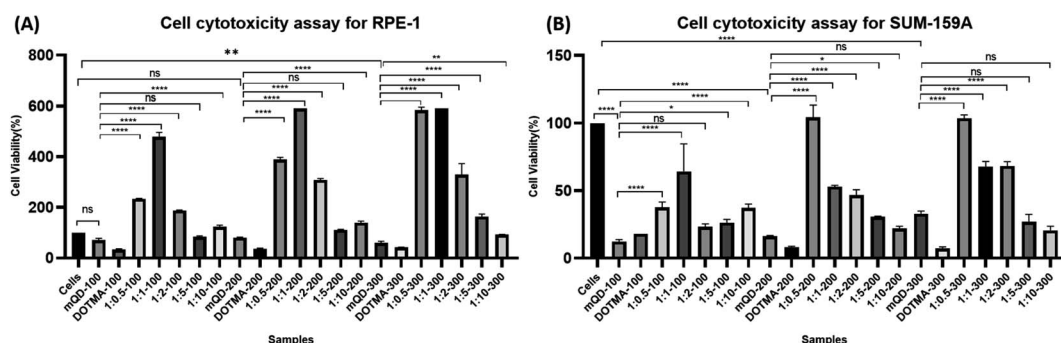 (A)
Cell cytotoxicity assay for RPE-1
Cell Viability(%)
800
600
400
200
0
**
ns
ns
****
ns
****
****
****
****
ns
****
****
****
**
****
****
****
Cells
mQD-100
DOTMA-100
1:0.5-100
1:1-100
1:2-100
1:5-100
1:10-100
mQD-200
DOTMA-200
1:0.5-200
1:1-200
1:2-200
1:5-200
1:10-200
mQD-300
DOTMA-300
1:0.5-300
1:1-300
1:2-300
1:5-300
1:10-300
Samples
(B)
Cell cytotoxicity assay for SUM-159A
Cell Viability(%)
150
100
50
0
****
****
****
****
*
ns
****
****
ns
*
****
****
****
ns
ns
****
****
****
Cells
mQD-100
DOTMA-100
1:0.5-100
1:1-100
1:2-100
1:5-100
1:10-100
mQD-200
DOTMA-200
1:0.5-200
1:1-200
1:2-200
1:5-200
1:10-200
mQD-300
DOTMA-300
1:0.5-300
1:1-300
1:2-300
1:5-300
1:10-300
Samples